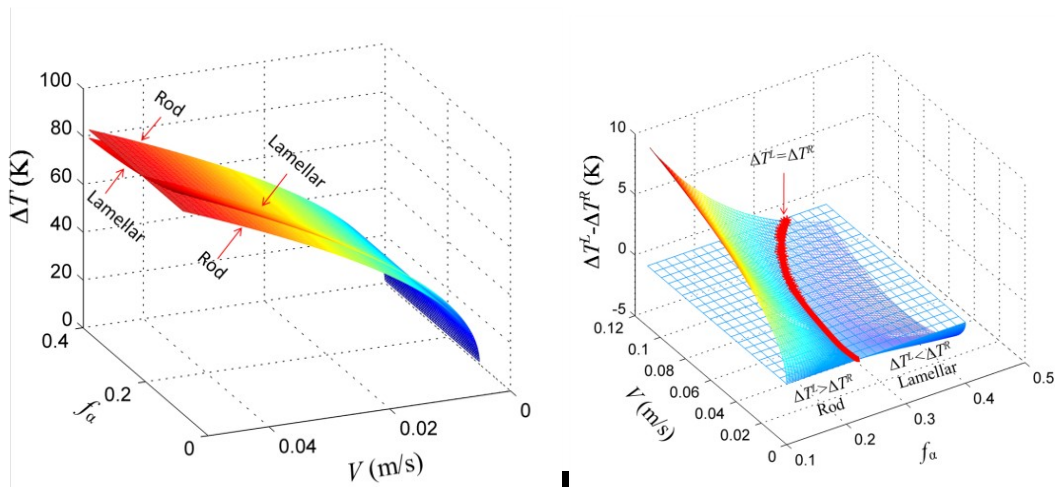 100
80
60
40
20
0
ΔT (K)
Rod
Lamellar
Lamellar
Rod
0.4
0.2
0
fα
0.04
0.02
0
V (m/s)
10
5
0
-5
ΔT^L-ΔT^R (K)
ΔT^L=ΔT^R
ΔT^L>ΔT^R
Rod
ΔT^L<ΔT^R
Lamellar
0.12
0.1
0.08
0.06
0.04
0.02
0
V (m/s)
0.1
0.2
0.3
0.4
0.5
fα